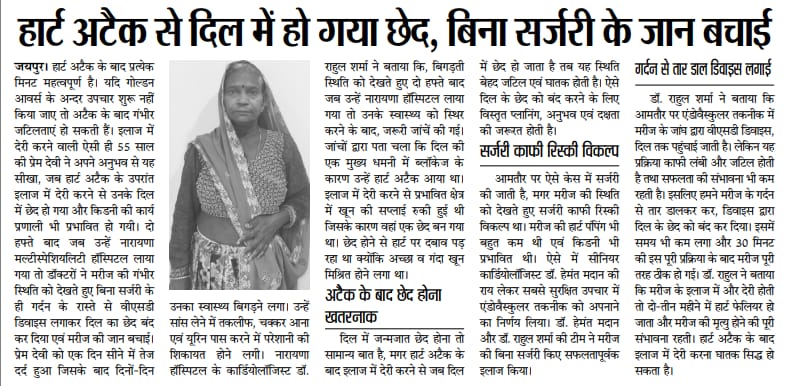 हार्ट अटैक से दिल में हो गया छेद, बिना सर्जरी के जान बचाई
जयपुर। हार्ट अटैक के बाद प्रत्येक
मिनट महत्वपूर्ण है। यदि गोल्डन
आवर्स के अन्दर उपचार शुरू नहीं
किया जाए तो अटैक के बाद गंभीर
जटिलताएं हो सकती हैं। इलाज में
देरी करने वाली ऐसी ही 55 साल
की प्रेम देवी ने अपने अनुभव से यह
सीखा, जब हार्ट अटैक के उपरांत
इलाज में देरी करने से उनके दिल
में छेद हो गया और किडनी की कार्य
प्रणाली भी प्रभावित हो गयी। दो
हफ्ते बाद जब उन्हें नारायणा
मल्टीस्पेशियलिटी हॉस्पिटल लाया
गया तो डॉक्टरों ने मरीज की गंभीर
स्थिति को देखते हुए बिना सर्जरी के
ही गर्दन के रास्ते से वीएसडी
डिवाइस लगाकर दिल का छेद बंद
कर दिया एवं मरीज की जान बचाई।
प्रेम देवी को एक दिन सीने में तेज
दर्द हुआ जिसके बाद दिनों-दिन
उनका स्वास्थ्य बिगड़ने लगा। उन्हें
सांस लेने में तकलीफ, चक्कर आना
एवं यूरिन पास करने में परेशानी की
शिकायत होने लगी। नारायणा
हॉस्पिटल के कार्डियोलॉजिस्ट डॉ.
राहुल शर्मा ने बताया कि, बिगड़ती
स्थिति को देखते हुए दो हफ्ते बाद
जब उन्हें नारायणा हॉस्पिटल लाया
गया तो उनके स्वास्थ्य को स्थिर
करने के बाद, जरूरी जांचें की गई।
जांचों द्वारा पता चला कि दिल की
एक मुख्य धमनी में ब्लॉकेज के
कारण उन्हें हार्ट अटैक आया था।
इलाज में देरी करने से प्रभावित क्षेत्र
में खून की सप्लाई रुकी हुई थी
जिसके कारण वहां एक छेद बन गया
था। छेद होने से हार्ट पर दबाव पड़
रहा था क्योंकि अच्छा व गंदा खून
मिश्रित होने लगा था।
अटैक के बाद छेद होना
खतरनाक
दिल में जन्मजात छेद होना तो
सामान्य बात है, मगर हार्ट अटैक के
बाद इलाज में देरी करने से जब दिल
में छेद हो जाता है तब यह स्थिति
बेहद जटिल एवं घातक होती है। ऐसे
दिल के छेद को बंद करने के लिए
विस्तृत प्लानिंग, अनुभव एवं दक्षता
की जरूरत होती है।
सर्जरी काफी रिस्की विकल्प
आमतौर पर ऐसे केस में सर्जरी
की जाती है, मगर मरीज की स्थिति
को देखते हुए सर्जरी काफी रिस्की
विकल्प था। मरीज की हार्ट पंपिंग भी
बहुत कम थी एवं किडनी भी
प्रभावित थी। ऐसे में सीनियर
कार्डियोलॉजिस्ट डॉ. हेमंत मदान की
राय लेकर सबसे सुरक्षित उपचार में
एंडोवैस्कुलर तकनीक को अपनाने
का निर्णय लिया। डॉ. हेमंत मदान
और डॉ. राहुल शर्मा की टीम ने मरीज
की बिना सर्जरी किए सफलतापूर्वक
इलाज किया।
गर्दन से तार डाल डिवाइस लगाई
डॉ. राहुल शर्मा ने बताया कि
आमतौर पर एंडोवैस्कुलर तकनीक में
मरीज के जांघ द्वारा वीएसडी डिवाइस,
दिल तक पहुंचाई जाती है। लेकिन यह
प्रक्रिया काफी लंबी और जटिल होती
है तथा सफलता की संभावना भी कम
रहती है। इसलिए हमने मरीज के गर्दन
से तार डालकर कर, डिवाइस द्वारा
दिल के छेद को बंद कर दिया। इसमें
समय भी कम लगा और 30 मिनट
की इस पूरी प्रक्रिया के बाद मरीज पूरी
तरह ठीक हो गई। डॉ. राहुल ने बताया
कि मरीज के इलाज में और देरी होती
तो दो-तीन महीने में हार्ट फेलियर हो
जाता और मरीज की मृत्यु होने की पूरी
संभावना रहती। हार्ट अटैक के बाद
इलाज में देरी करना घातक सिद्ध हो
सकता है।